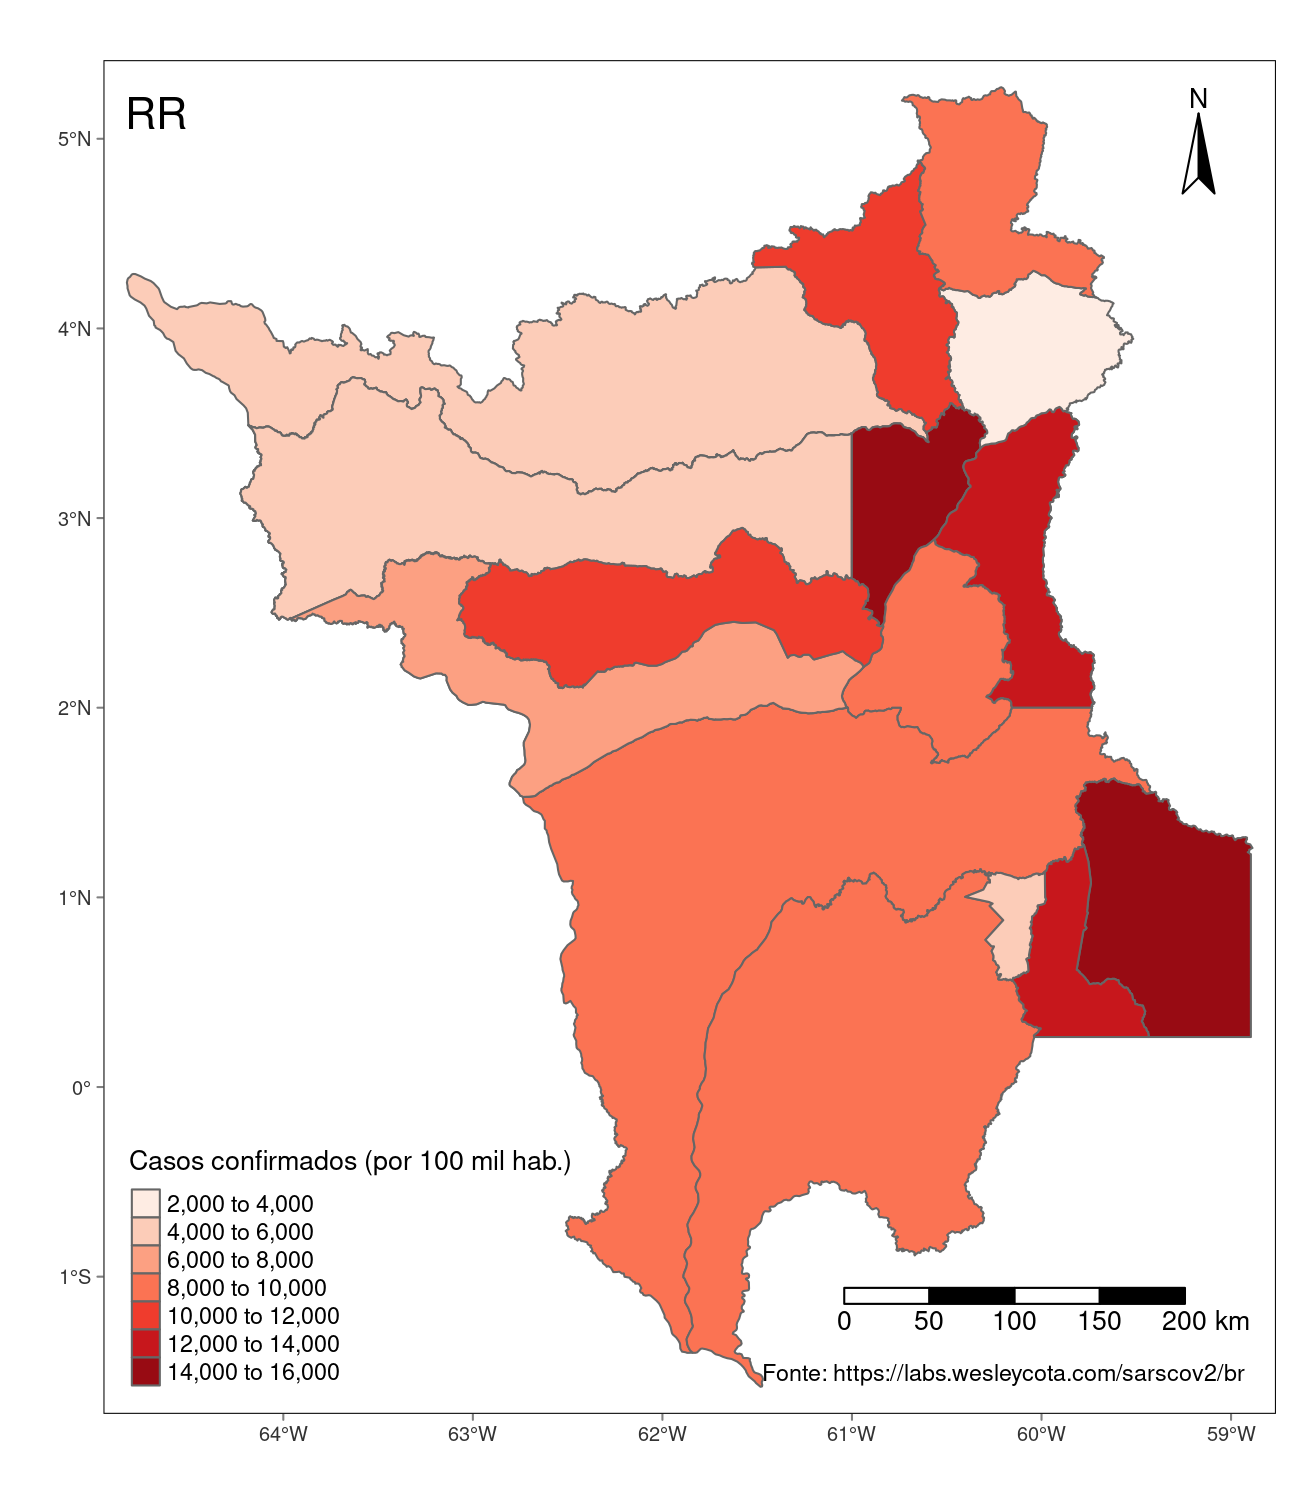 RR
N
5°N
4°N
3°N
2°N
1°N
0°
1°S
Casos confirmados (por 100 mil hab.)
2,000 to 4,000
4,000 to 6,000
6,000 to 8,000
8,000 to 10,000
10,000 to 12,000
12,000 to 14,000
14,000 to 16,000
0 50 100 150 200 km
Fonte: https://labs.wesleycota.com/sarscov2/br
64°W 63°W 62°W 61°W 60°W 59°W